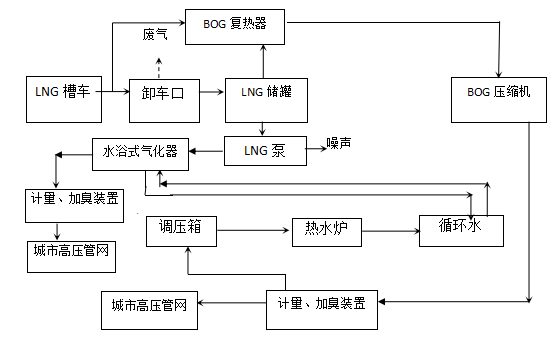 BOG 复热器
废气
LNG 槽车
卸车口
LNG 储罐
BOG 压缩机
水浴式气化器
LNG 泵
噪声
计量、加臭装置
调压箱
热水炉
循环水
城市高压管网
城市高压管网
计量、加臭装置